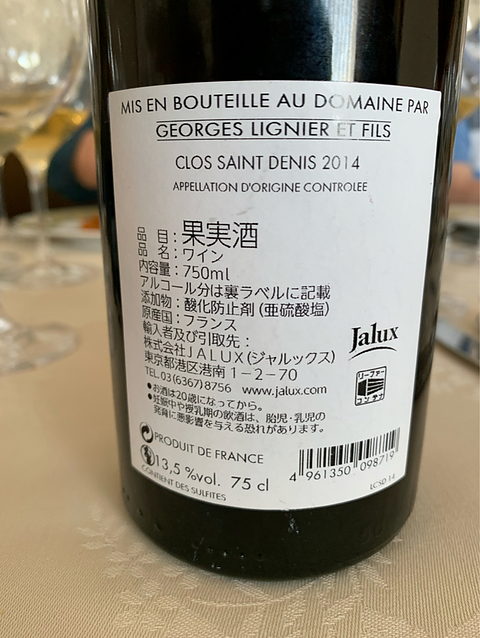 MIS EN BOUTEILLE AU DOMAINE PAR
GEORGES LIGNIER ET FILS
CLOS SAINT DENIS 2014
APPELLATION D'ORIGINE CONTROLEE
品 目：果実酒
品 名：ワイン
内容量：750ml
アルコール分は裏ラベルに記載
添加物：酸化防止剤（亜硫酸塩）
原産国：フランス
輸入者及び引取先：
株式会社JALUX(ジャルックス)
東京都港区港南1－2－70
TEL 03(6367)8756 www.jalux.com
●お酒は20歳になってから。
●妊娠中や授乳期の飲酒は、胎児・乳児の
発育に悪影響を与える恐れがあります。
Jalux
リーファー
コンテナ
PRODUIT DE FRANCE
13,5 %vol. 75 cl
CONTIENT DES SULFITES
4 961350 098719
LCSD 14